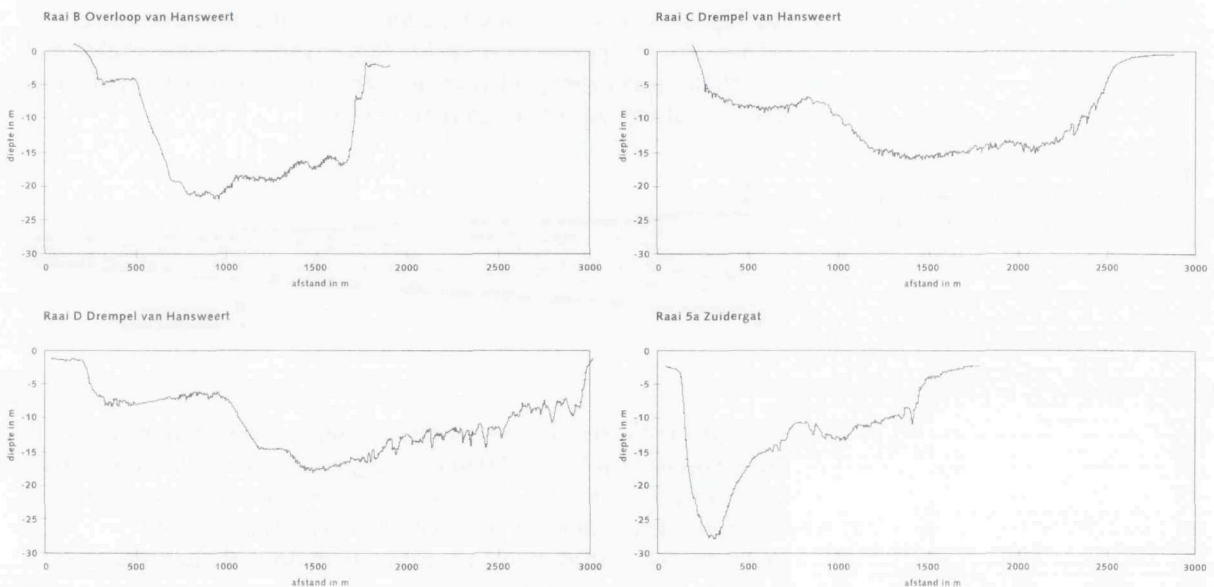 Raai B Overloop van Hansweert
0
-5
-10
-15
-20
-25
-30
diepte in m
0 500 1000 1500 2000 2500 3000
afstand in m
Raai C Drempel van Hansweert
0
-5
-10
-15
-20
-25
-30
diepte in m
0 500 1000 1500 2000 2500 3000
afstand in m
Raai D Drempel van Hansweert
0
-5
-10
-15
-20
-25
-30
diepte in m
0 500 1000 1500 2000 2500 3000
afstand in m
Raai 5a Zuidergat
0
-5
-10
-15
-20
-25
-30
diepte in m
0 500 1000 1500 2000 2500 3000
afstand in m